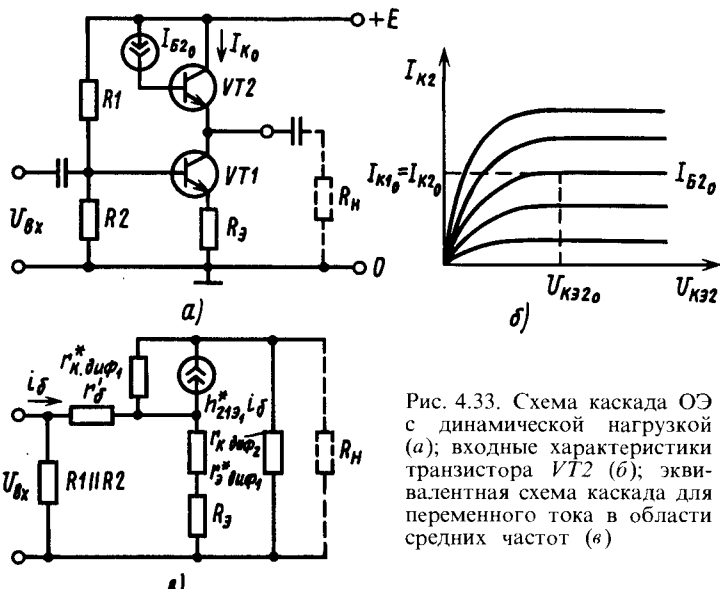 +E
I_Б2₀
I_К₀
R1
VT2
VT1
U_вх
R2
R_Э
R_Н
0
а)
I_К2
I_К1₀=I_К2₀
I_Б2₀
U_КЭ2₀
U_КЭ2
б)
r*_к.диф1
i_б
r'_б
h*_21Э1 i_б
r_к диф2
r*_э диф1
U_вх
R1∥R2
R_Э
R_Н
в)
Рис. 4.33. Схема каскада ОЭ
с динамической нагрузкой
(а); входные характеристики
транзистора VT2 (б); экви-
валентная схема каскада для
переменного тока в области
средних частот (в)